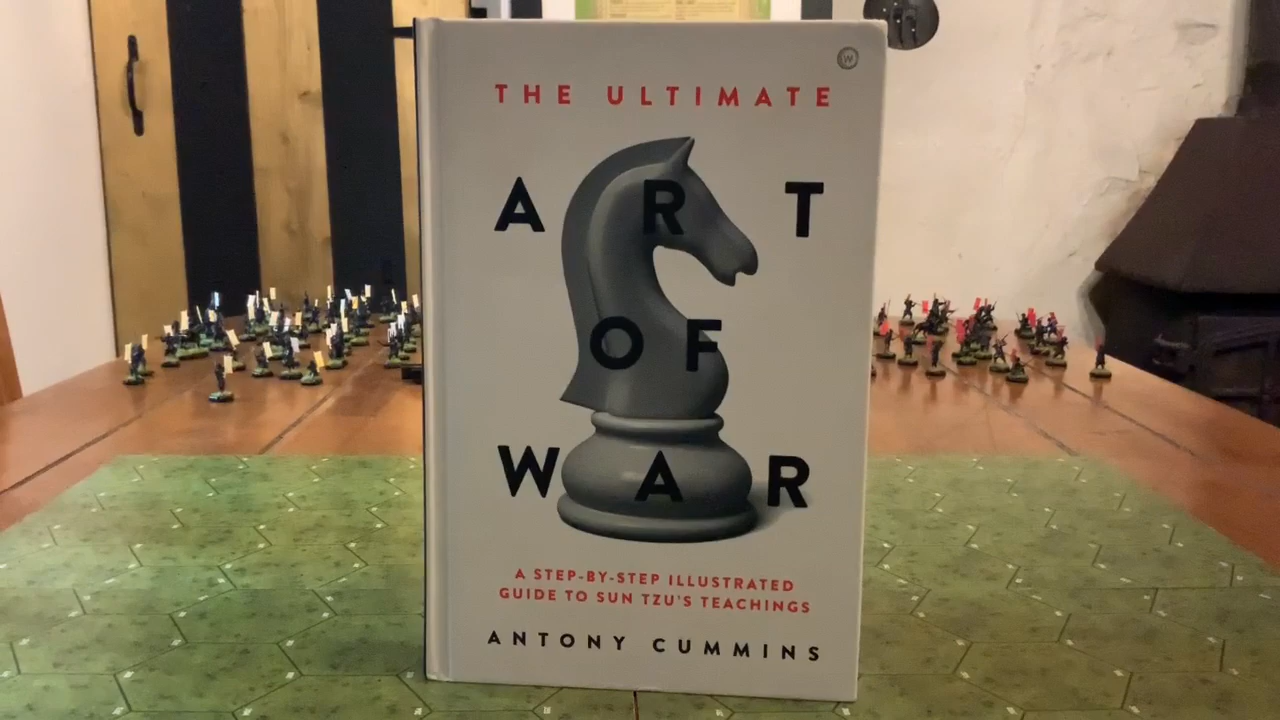 W
THE ULTIMATE
ART
OF
WAR
A STEP-BY-STEP ILLUSTRATED
GUIDE TO SUN TZU'S TEACHINGS
ANTONY CUMMINS